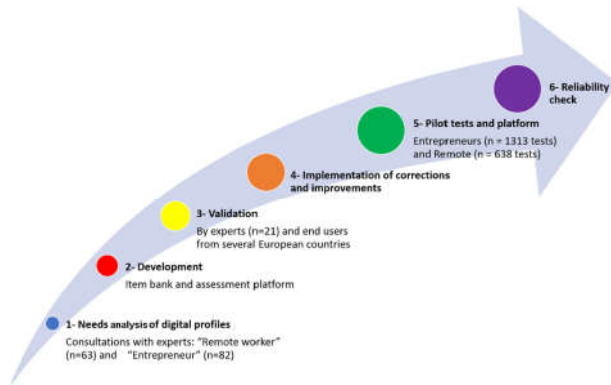 6- Reliability
check
5- Pilot tests and platform
Entrepreneurs (n = 1313 tests)
and Remote (n = 638 tests)
4- Implementation of corrections
and improvements
3- Validation
By experts (n=21) and end users
from several European countries
2- Development
Item bank and assessment platform
1- Needs analysis of digital profiles
Consultations with experts: "Remote worker"
(n=63) and "Entrepreneur" (n=82)